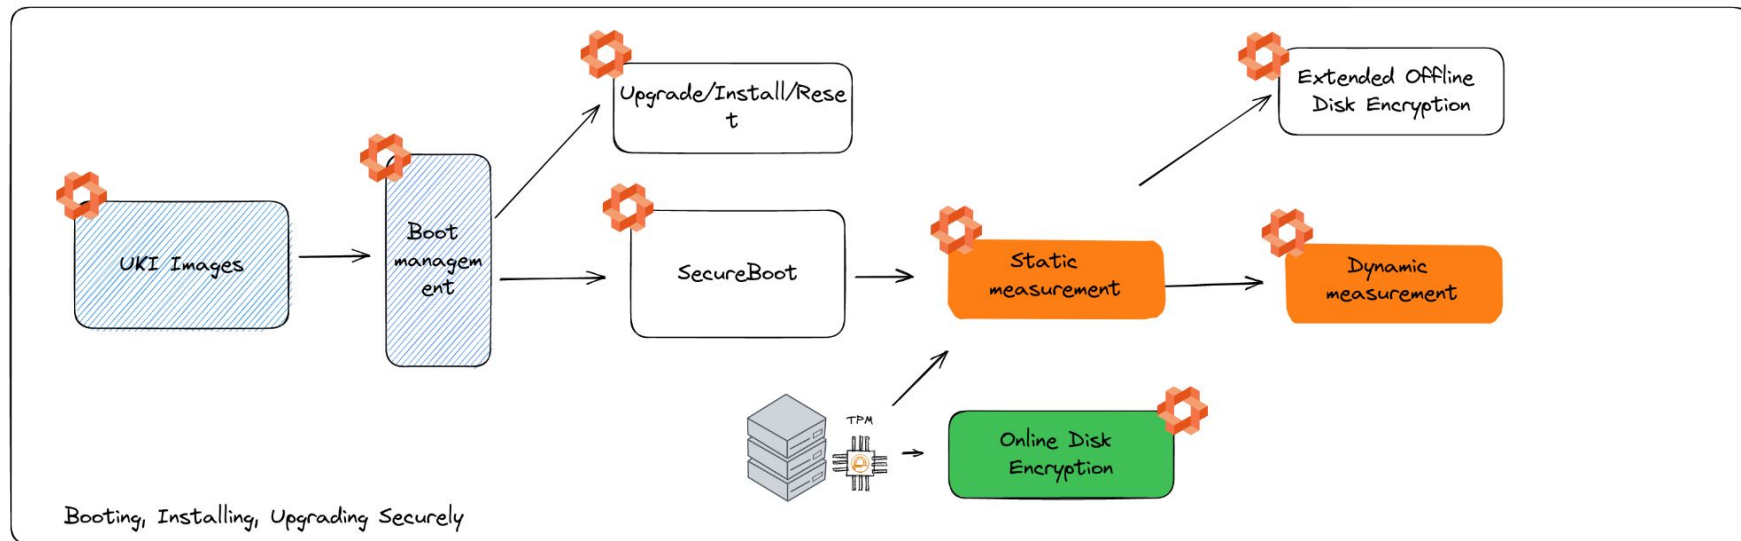 Upgrade/Install/Rese
t
Extended Offline
Disk Encryption
UKI Images
Boot
managem
ent
SecureBoot
Static
measurement
Dynamic
measurement
TPM
Online Disk
Encryption
Booting, Installing, Upgrading Securely